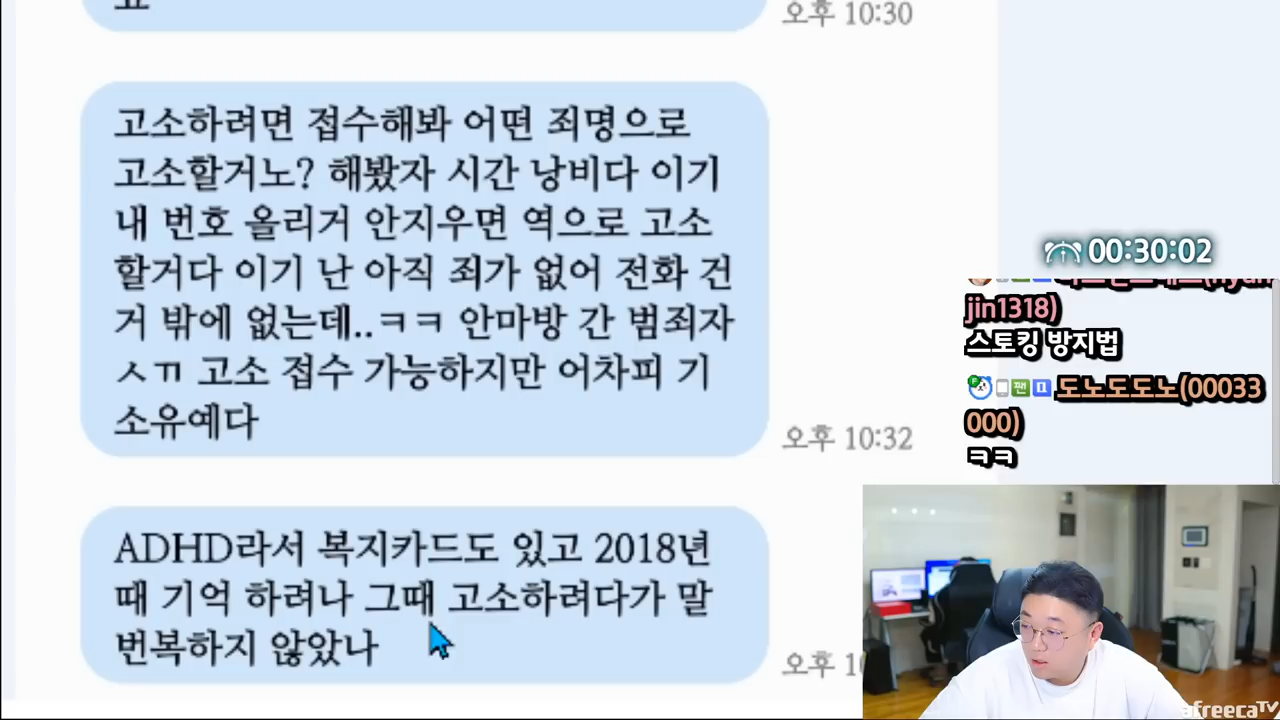 요
오후 10:30
고소하려면 접수해봐 어떤 죄명으로
고소할거노? 해봤자 시간 낭비다 이기
내 번호 올리거 안지우면 역으로 고소
할거다 이기 난 아직 죄가 없어 전화 건
거 밖에 없는데..ㅋㅋ 안마방 간 범죄자
ㅅㄲ 고소 접수 가능하지만 어차피 기
소유예다
오후 10:32
ADHD라서 복지카드도 있고 2018년
때 기억 하려나 그때 고소하려다가 말
번복하지 않았나
오후
00:30:02
jin1318)
스토킹 방지법
팬
도노도도노(00033
000)
ㅋㅋ
afreecaTV